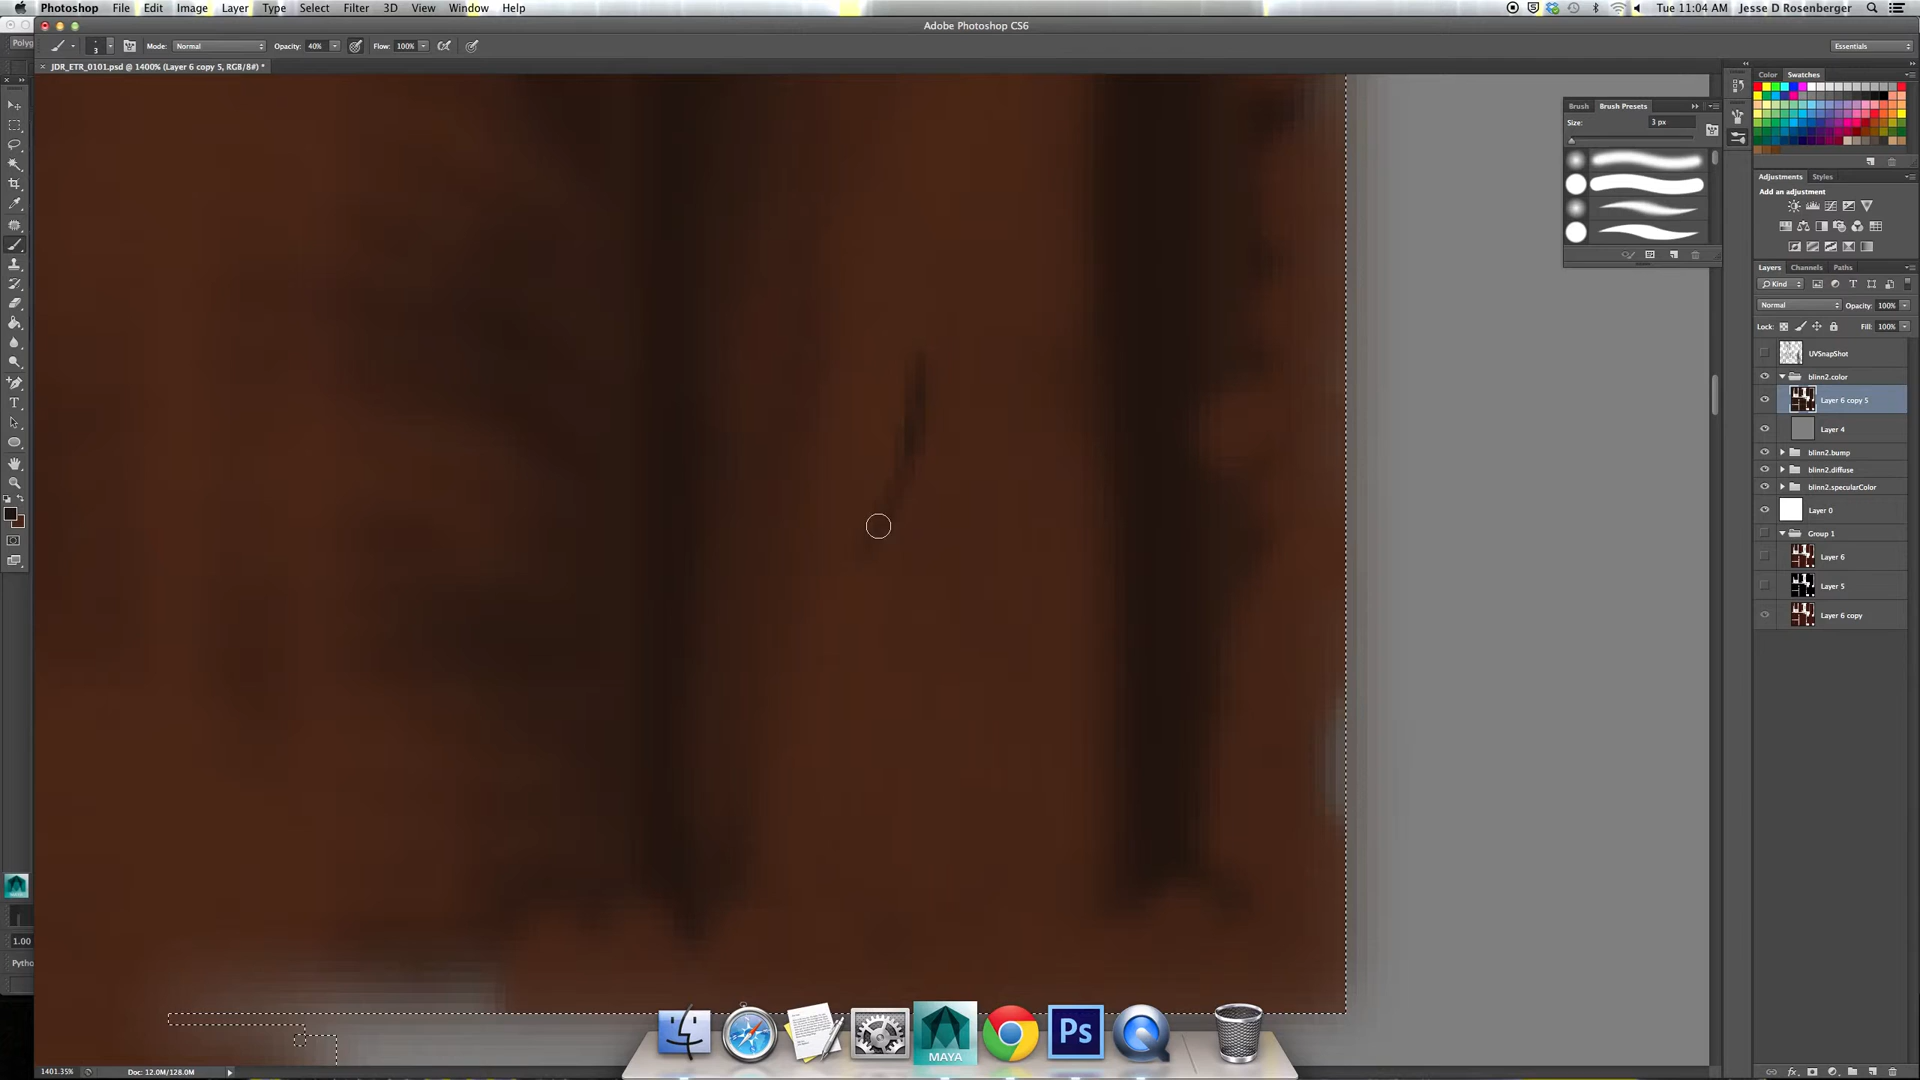 Photoshop File Edit Image Layer Type Select Filter 3D View Window Help
Tue 11:04 AM Jesse D Rosenberger
Adobe Photoshop CS6
3 Mode: Normal Opacity: 40% Flow: 100% Essentials
JDR_ETR_0101.psd @ 1400% (Layer 6 copy 5, RGB/8#) *
Polyg
Color Swatches
Brush Brush Presets
Size: 3 px
Adjustments Styles
Add an adjustment
Layers Channels Paths
Kind
Normal Opacity: 100%
Lock: Fill: 100%
UVSnapShot
blinn2.color
Layer 6 copy 5
Layer 4
blinn2.bump
blinn2.diffuse
blinn2.specularColor
Layer 0
Group 1
Layer 6
Layer 5
Layer 6 copy
1.00
Pytho
MAYA
Ps
1401.35% Doc: 12.0M/128.0M